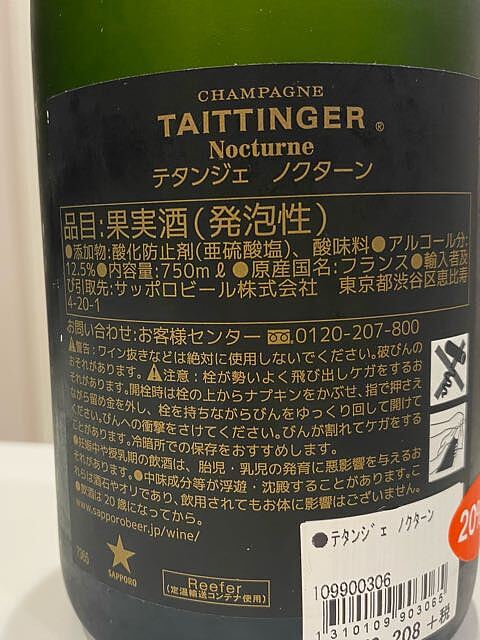 CHAMPAGNE
TAITTINGER®
Nocturne
テタンジェ ノクターン
品目:果実酒(発泡性)
●添加物:酸化防止剤(亜硫酸塩)、酸味料●アルコール分:
12.5%●内容量:750mℓ●原産国名:フランス●輸入者及
び引取先:サッポロビール株式会社 東京都渋谷区恵比寿
4-20-1
お問い合わせ:お客様センター 0120-207-800
⚠警告:ワイン抜きなどは絶対に使用しないでください。破びんの
おそれがあります。⚠注意:栓が勢いよく飛び出しケガをするおそれ
があります。開栓時は栓の上からナプキンをかぶせ、指で押さえ
ながら留め金を外し、栓を持ちながらびんをゆっくり回して開けて
ください。びんへの衝撃をさけてください。びんが割れてケガをする
ことがあります。冷暗所での保存をおすすめします。
●妊娠中や授乳期の飲酒は、胎児・乳児の発育に悪影響を与えるお
それがあります。●中味成分等が浮遊・沈殿することがあります。こ
れらは酒石やオリであり、飲用されてもお体に影響はございません。
●飲酒は20歳になってから。
www.sapporobeer.jp/wine/
SAPPORO
Reefer
(定温輸送コンテナ使用)
●テタンジェ ノクターン
20%
109900306
310109903065
208 +税